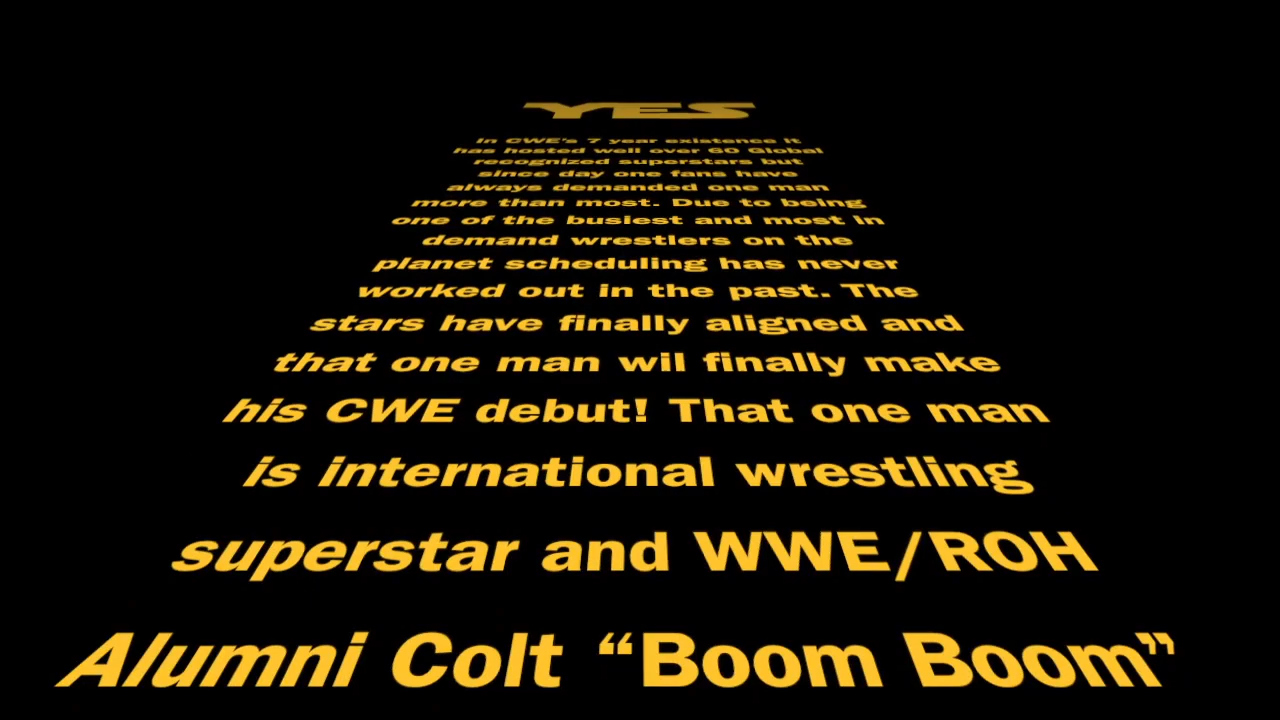 YES
In CWE's 7 year existence it
has hosted well over 60 Global
recognized superstars but
since day one fans have
always demanded one man
more than most. Due to being
one of the busiest and most in
demand wrestlers on the
planet scheduling has never
worked out in the past. The
stars have finally aligned and
that one man wil finally make
his CWE debut! That one man
is international wrestling
superstar and WWE/ROH
Alumni Colt “Boom Boom”